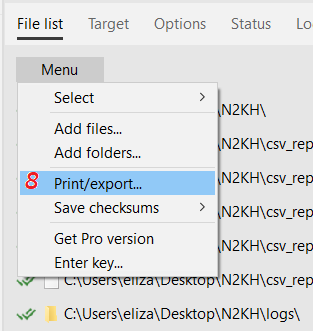 File list Target Options Status Lo
Menu
Select
\N2KH\
Add files...
Add folders...
\N2KH\csv_rep
\N2KH\csv_rep
8 Print/export...
\N2KH\csv_rep
Save checksums
\N2KH\csv_rep
Get Pro version
\N2KH\csv_rep
Enter key...
C:\Users\eliza\Desktop\N2KH\csv_rep
C:\Users\eliza\Desktop\N2KH\logs\